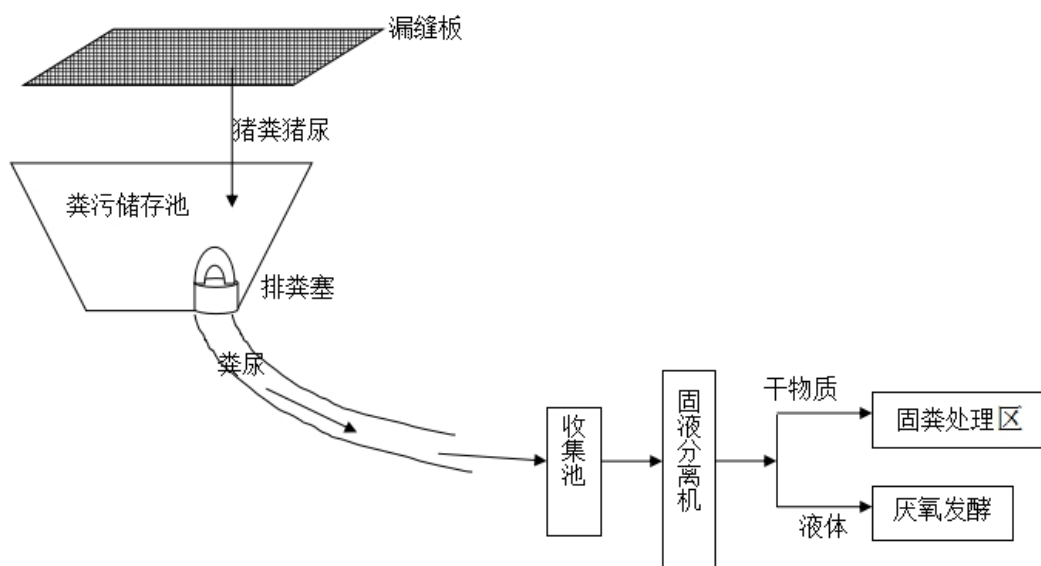 漏缝板
猪粪猪尿
粪污储存池
排粪塞
粪尿
收集池
固液分离机
干物质
固粪处理区
液体
厌氧发酵